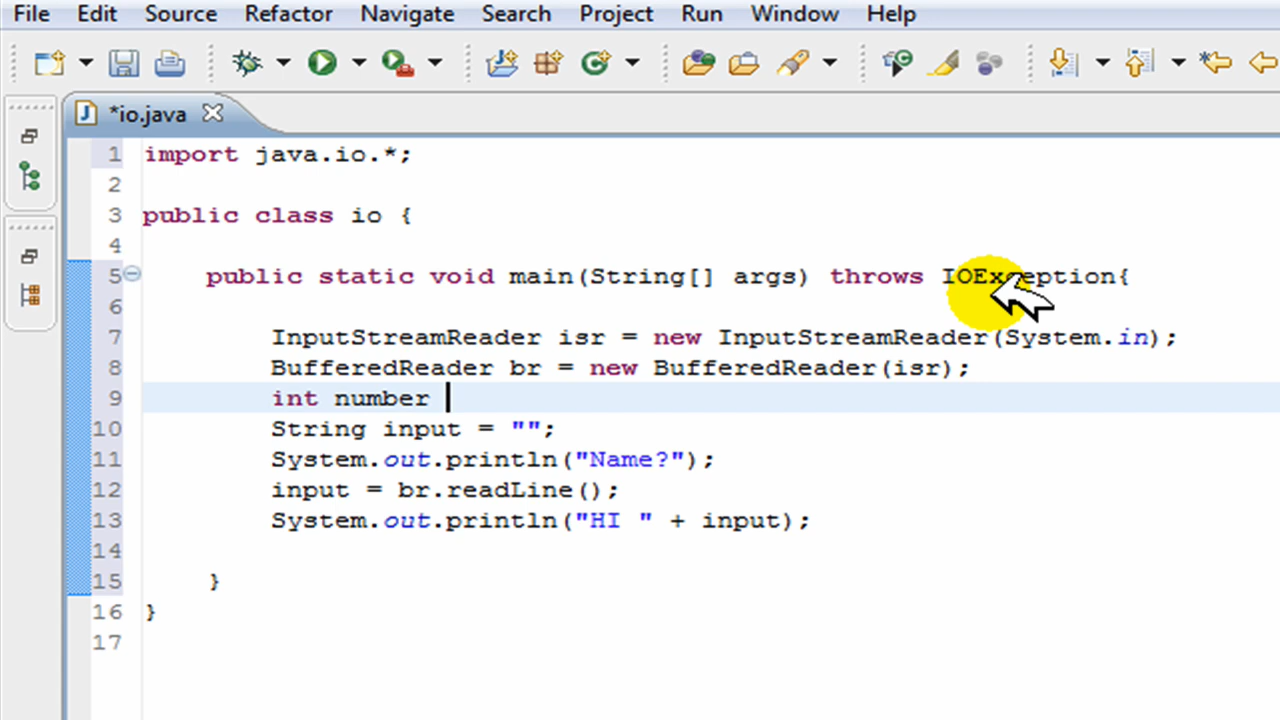 File Edit Source Refactor Navigate Search Project Run Window Help
*io.java
1 import java.io.*;
2
3 public class io {
4
5 public static void main(String[] args) throws IOException{
6
7 InputStreamReader isr = new InputStreamReader(System.in);
8 BufferedReader br = new BufferedReader(isr);
9 int number
10 String input = "";
11 System.out.println("Name?");
12 input = br.readLine();
13 System.out.println("HI " + input);
14
15 }
16 }
17